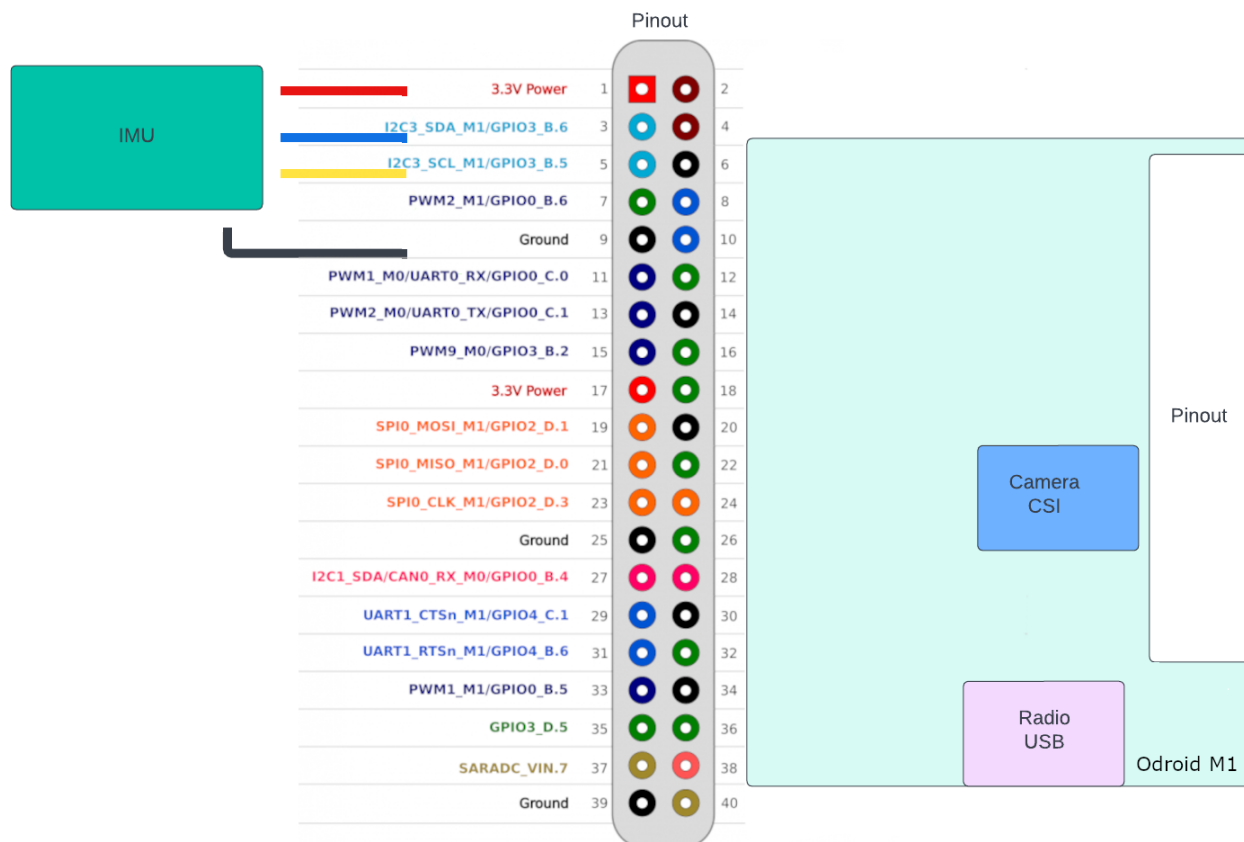 Pinout
IMU
3.3V Power 1 2
I2C3_SDA_M1/GPIO3_B.6 3 4
I2C3_SCL_M1/GPIO3_B.5 5 6
PWM2_M1/GPIO0_B.6 7 8
Ground 9 10
PWM1_M0/UART0_RX/GPIO0_C.0 11 12
PWM2_M0/UART0_TX/GPIO0_C.1 13 14
PWM9_M0/GPIO3_B.2 15 16
3.3V Power 17 18
SPI0_MOSI_M1/GPIO2_D.1 19 20
SPI0_MISO_M1/GPIO2_D.0 21 22
SPI0_CLK_M1/GPIO2_D.3 23 24
Ground 25 26
I2C1_SDA/CAN0_RX_M0/GPIO0_B.4 27 28
UART1_CTSn_M1/GPIO4_C.1 29 30
UART1_RTSn_M1/GPIO4_B.6 31 32
PWM1_M1/GPIO0_B.5 33 34
GPIO3_D.5 35 36
SARADC_VIN.7 37 38
Ground 39 40
Pinout
Camera
CSI
Radio
USB
Odroid M1